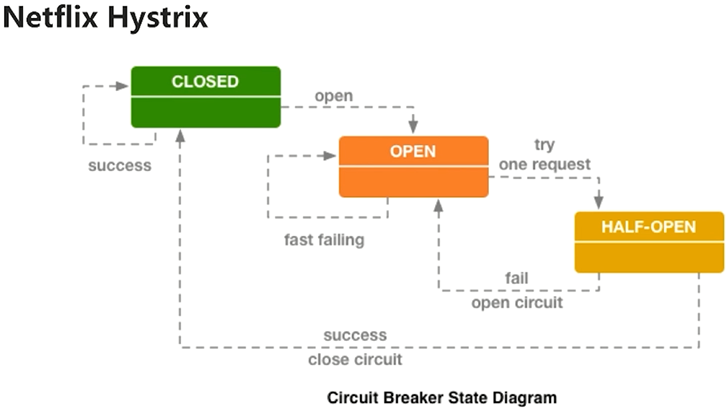 Netflix Hystrix
CLOSED
open
success
OPEN
try
one request
fast failing
HALF-OPEN
fail
open circuit
success
close circuit
Circuit Breaker State Diagram